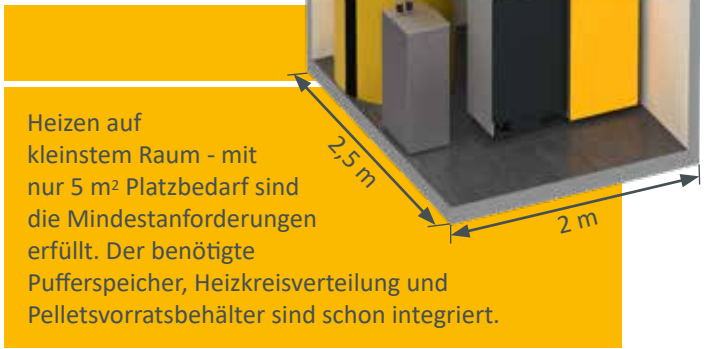 2,5 m
2 m
Heizen auf
kleinstem Raum - mit
nur 5 m² Platzbedarf sind
die Mindestanforderungen
erfüllt. Der benötigte
Pufferspeicher, Heizkreisverteilung und
Pelletsvorratsbehälter sind schon integriert.